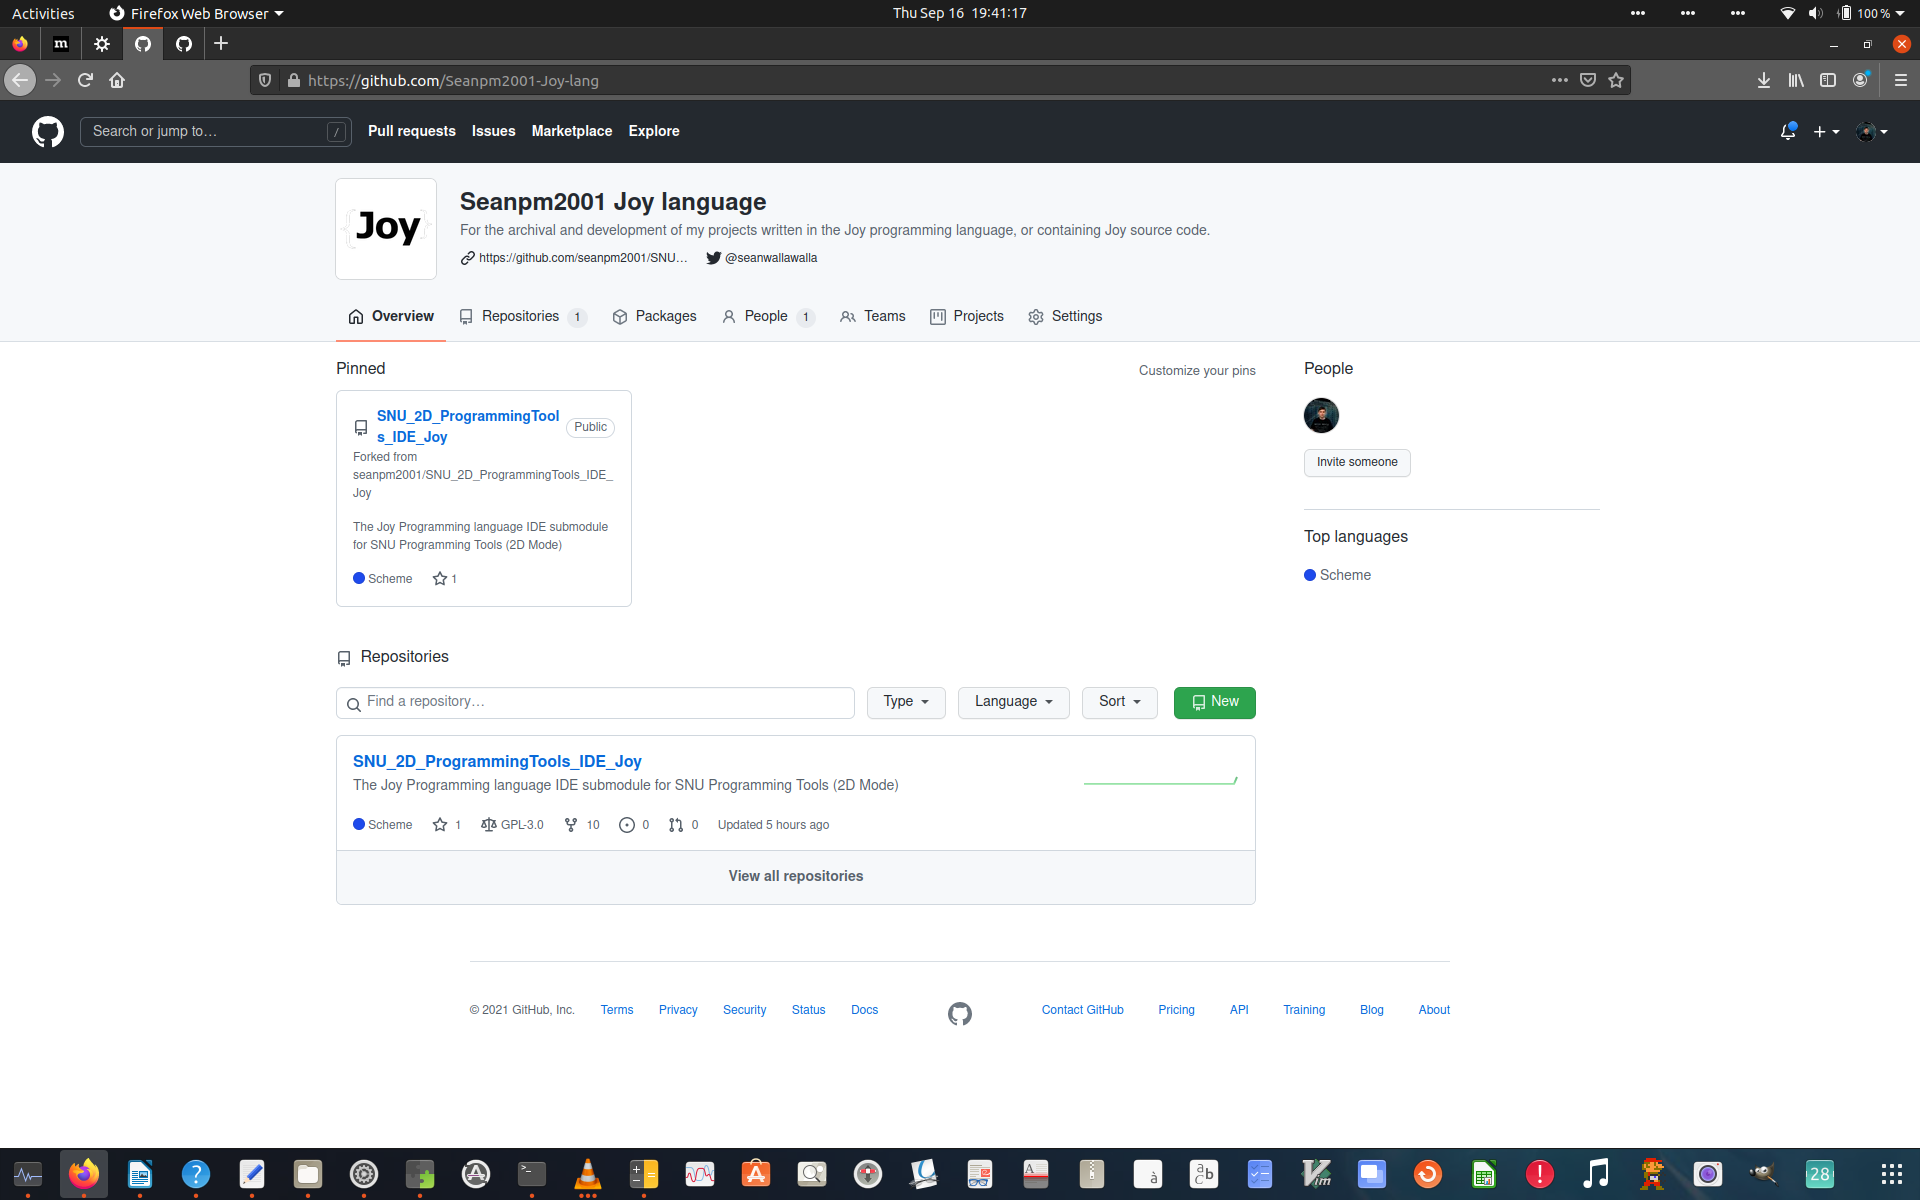 Activities
Firefox Web Browser
Thu Sep 16 19:41:17
100 %
m
https://github.com/Seanpm2001-Joy-lang
Search or jump to…
/
Pull requests
Issues
Marketplace
Explore
{Joy}
Seanpm2001 Joy language
For the archival and development of my projects written in the Joy programming language, or containing Joy source code.
https://github.com/seanpm2001/SNU…
@seanwallawalla
Overview
Repositories 1
Packages
People 1
Teams
Projects
Settings
Pinned
Customize your pins
SNU_2D_ProgrammingTool
s_IDE_Joy
Public
Forked from
seanpm2001/SNU_2D_ProgrammingTools_IDE_
Joy
The Joy Programming language IDE submodule
for SNU Programming Tools (2D Mode)
Scheme
1
People
Invite someone
Top languages
Scheme
Repositories
Find a repository…
Type
Language
Sort
New
SNU_2D_ProgrammingTools_IDE_Joy
The Joy Programming language IDE submodule for SNU Programming Tools (2D Mode)
Scheme
1
GPL-3.0
10
0
0
Updated 5 hours ago
View all repositories
© 2021 GitHub, Inc.
Terms
Privacy
Security
Status
Docs
Contact GitHub
Pricing
API
Training
Blog
About
?
>_
A
à
a b c
Vim
!
28